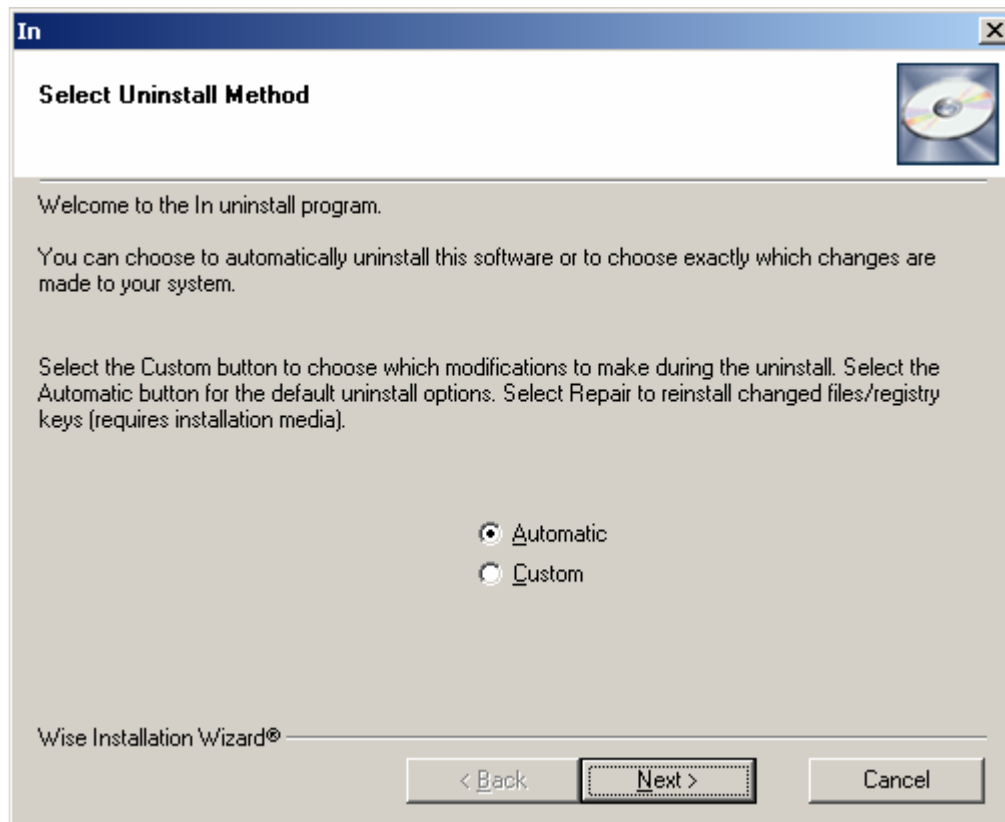 In
Select Uninstall Method
Welcome to the In uninstall program.
You can choose to automatically uninstall this software or to choose exactly which changes are
made to your system.
Select the Custom button to choose which modifications to make during the uninstall. Select the
Automatic button for the default uninstall options. Select Repair to reinstall changed files/registry
keys (requires installation media).
Automatic
Custom
Wise Installation Wizard®
< Back Next > Cancel